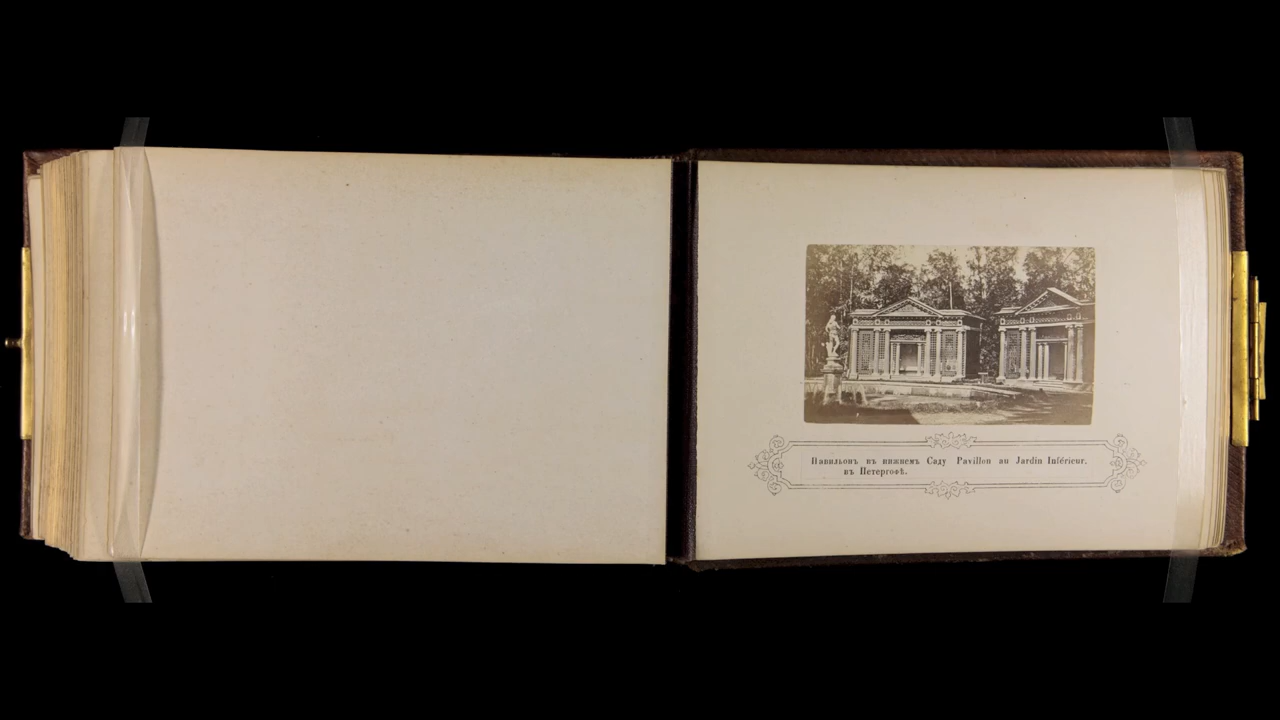 Павильонъ въ нижнемъ Саду Pavillon au Jardin Inférieur.
въ Петергофѣ.